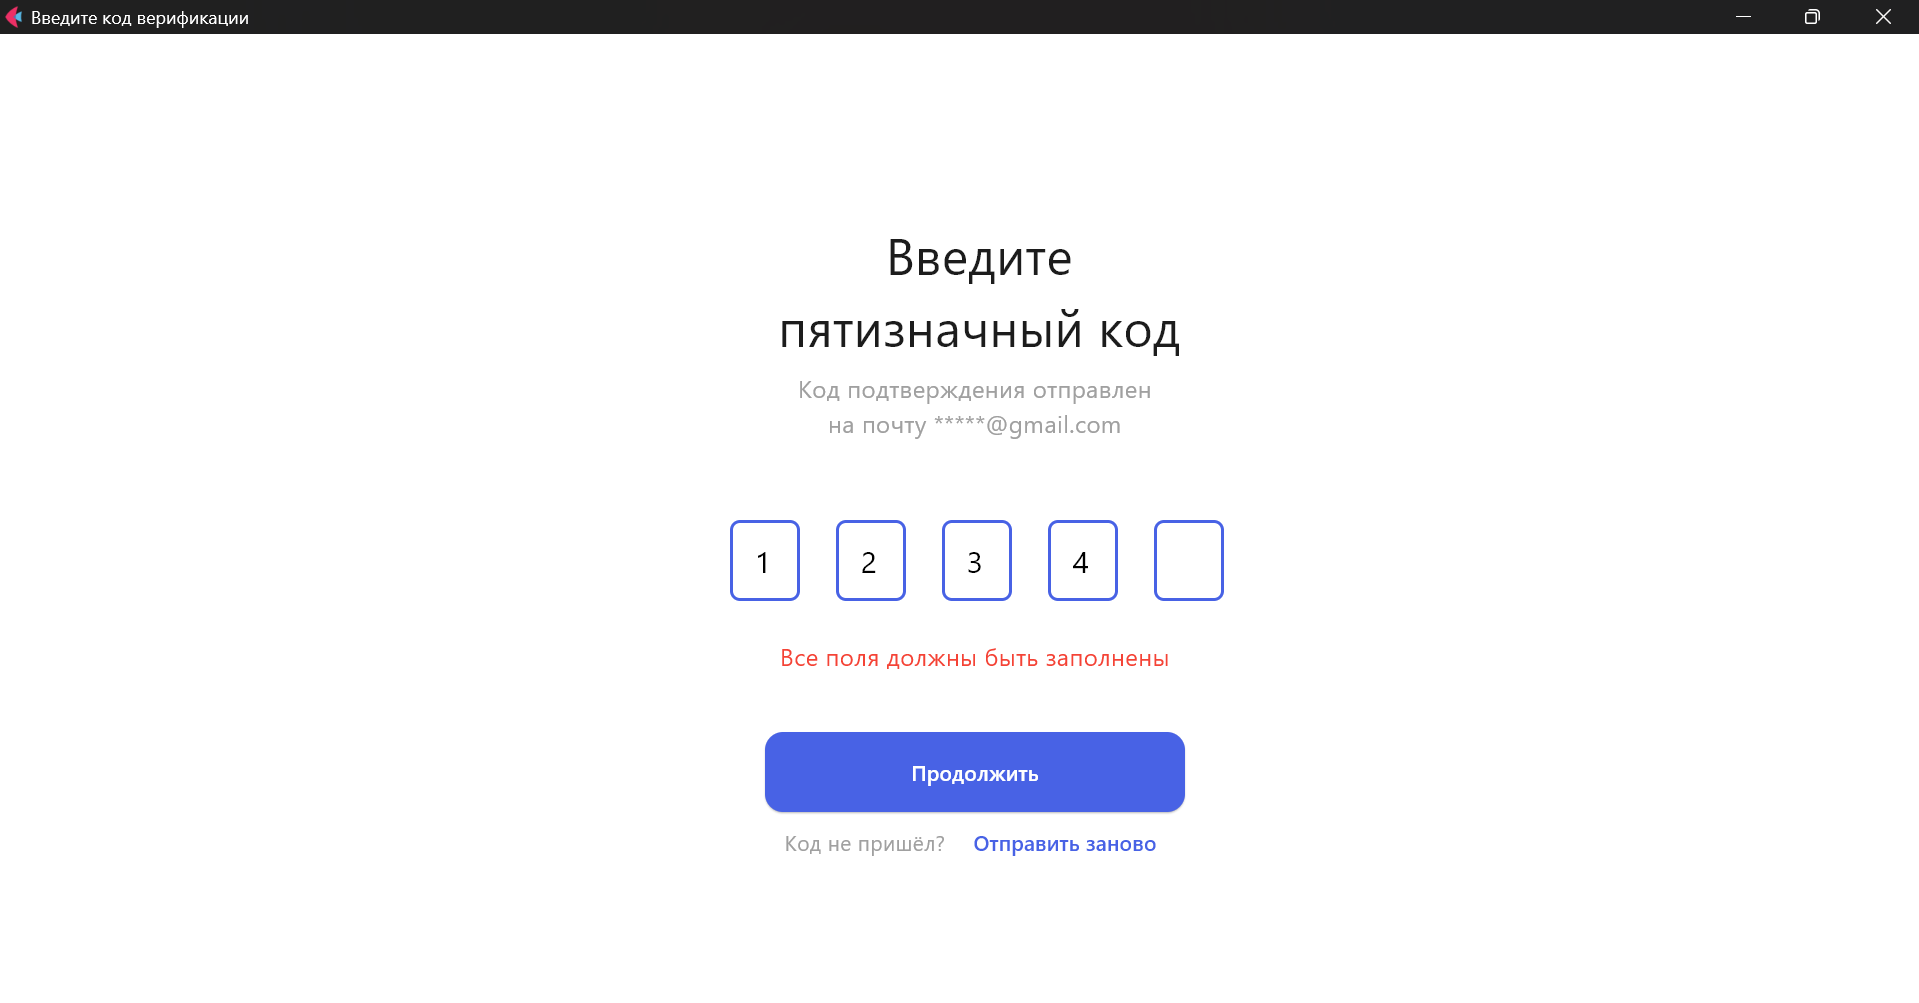 Введите код верификации
Введите
пятизначный код
Код подтверждения отправлен
на почту *****@gmail.com
1 2 3 4
Все поля должны быть заполнены
Продолжить
Код не пришёл? Отправить заново